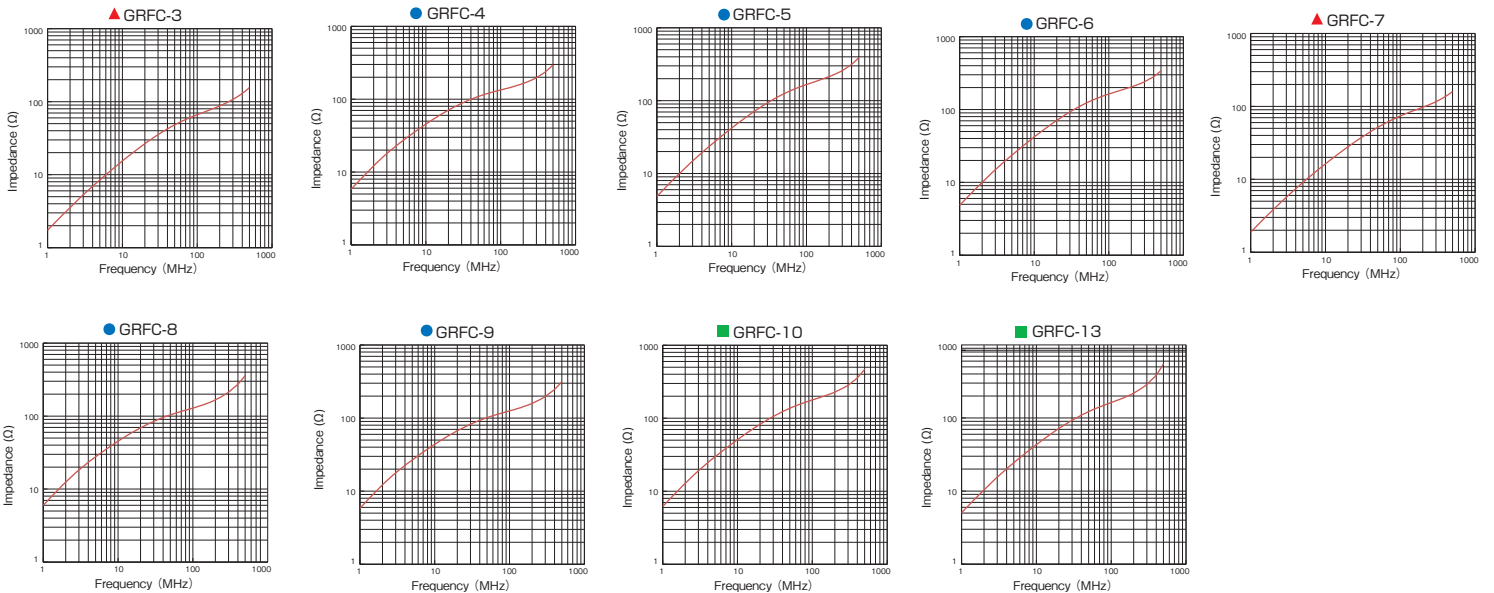 ▲ GRFC-3
1000
100
10
1
Impedance (Ω)
1 10 100 1000
Frequency (MHz)
● GRFC-4
1000
100
10
1
Impedance (Ω)
1 10 100 1000
Frequency (MHz)
● GRFC-5
1000
100
10
1
Impedance (Ω)
1 10 100 1000
Frequency (MHz)
● GRFC-6
1000
100
10
1
Impedance (Ω)
1 10 100 1000
Frequency (MHz)
▲ GRFC-7
1000
100
10
1
Impedance (Ω)
1 10 100 1000
Frequency (MHz)
● GRFC-8
1000
100
10
1
Impedance (Ω)
1 10 100 1000
Frequency (MHz)
● GRFC-9
1000
100
10
1
Impedance (Ω)
1 10 100 1000
Frequency (MHz)
■ GRFC-10
1000
100
10
1
Impedance (Ω)
1 10 100 1000
Frequency (MHz)
■ GRFC-13
1000
100
10
1
Impedance (Ω)
1 10 100 1000
Frequency (MHz)